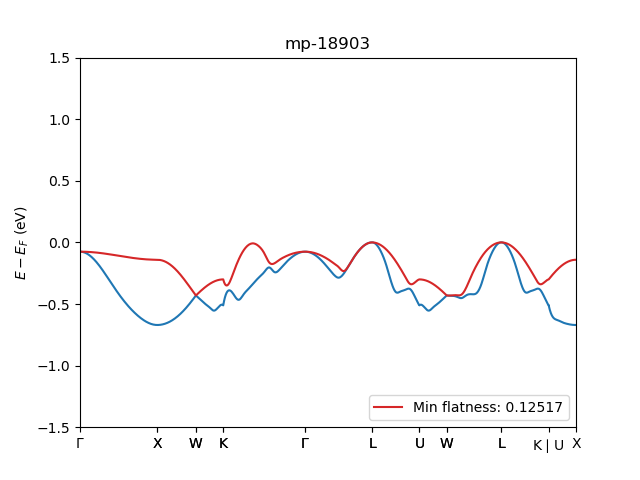 mp-18903
E − E_F (eV)
1.5
1.0
0.5
0.0
−0.5
−1.0
−1.5
Min flatness: 0.12517
Γ X W K Γ L U W L K | U X